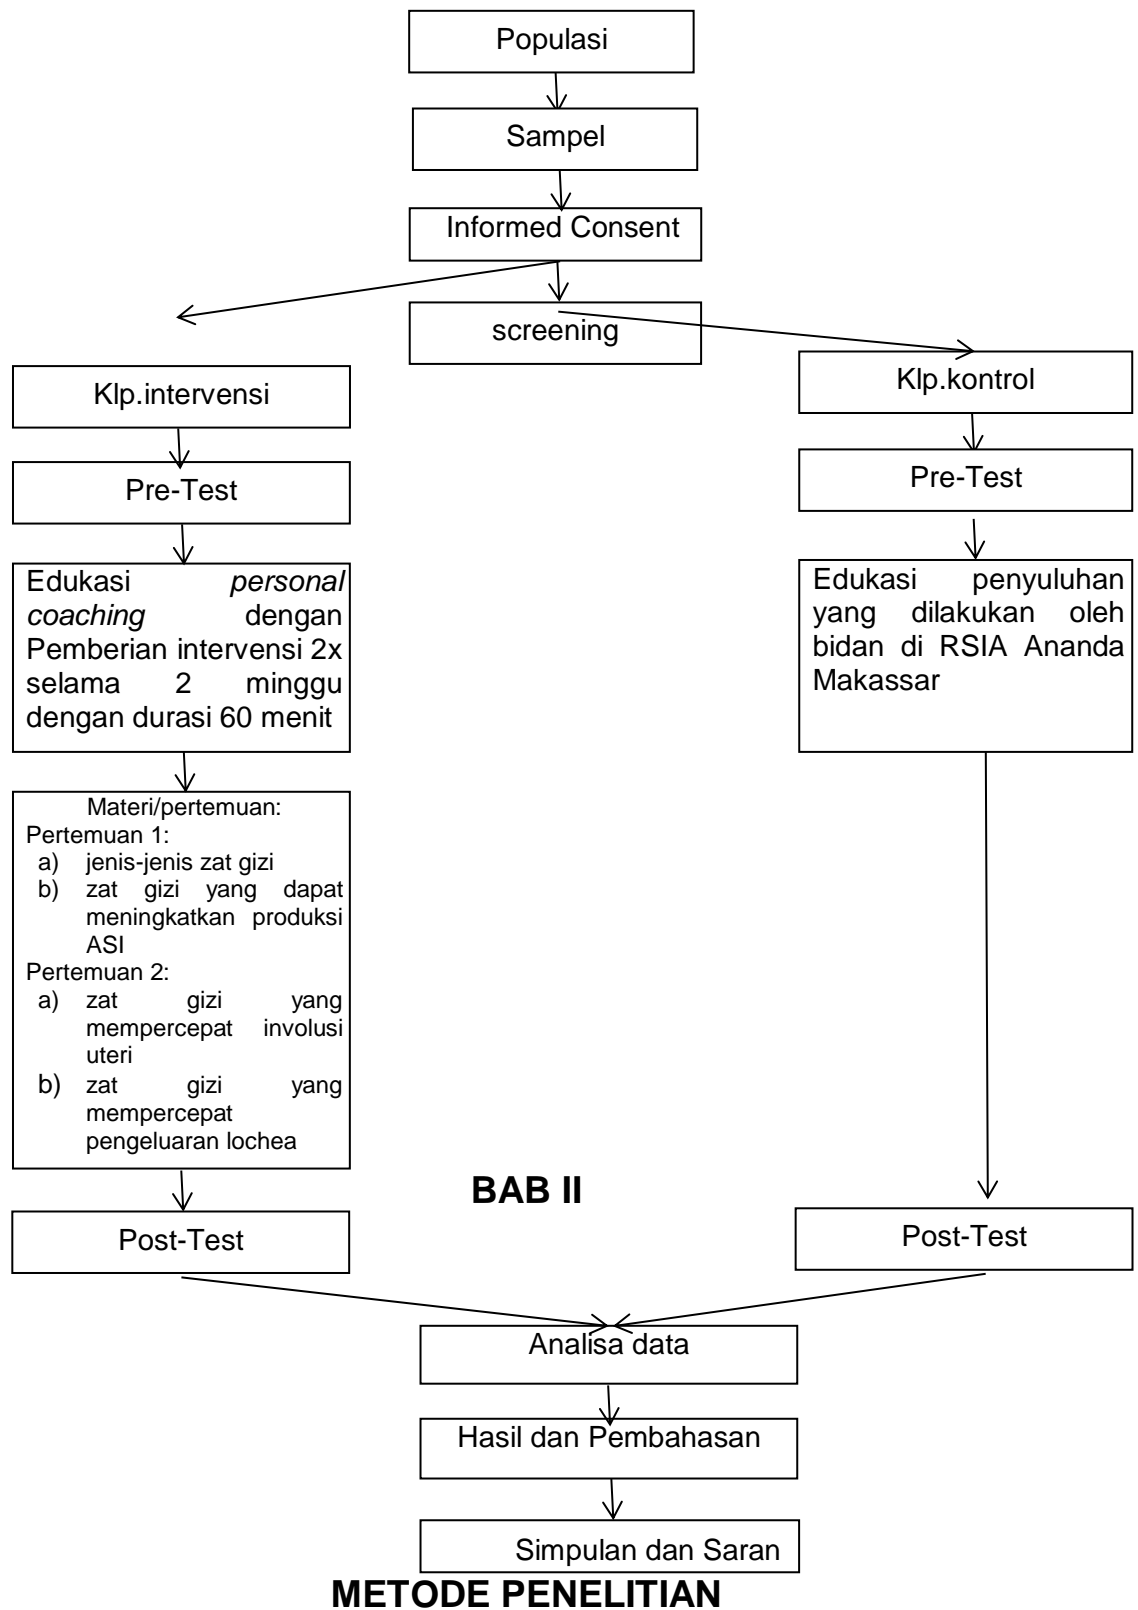 Populasi
Sampel
Informed Consent
screening
Klp.intervensi
Pre-Test
Edukasi personal
coaching dengan
Pemberian intervensi 2x
selama 2 minggu
dengan durasi 60 menit
Materi/pertemuan:
Pertemuan 1:
a) jenis-jenis zat gizi
b) zat gizi yang dapat
meningkatkan produksi
ASI
Pertemuan 2:
a) zat gizi yang
mempercepat involusi
uteri
b) zat gizi yang
mempercepat
pengeluaran lochea
Post-Test
Klp.kontrol
Pre-Test
Edukasi penyuluhan
yang dilakukan oleh
bidan di RSIA Ananda
Makassar
Post-Test
BAB II
Analisa data
Hasil dan Pembahasan
Simpulan dan Saran
METODE PENELITIAN